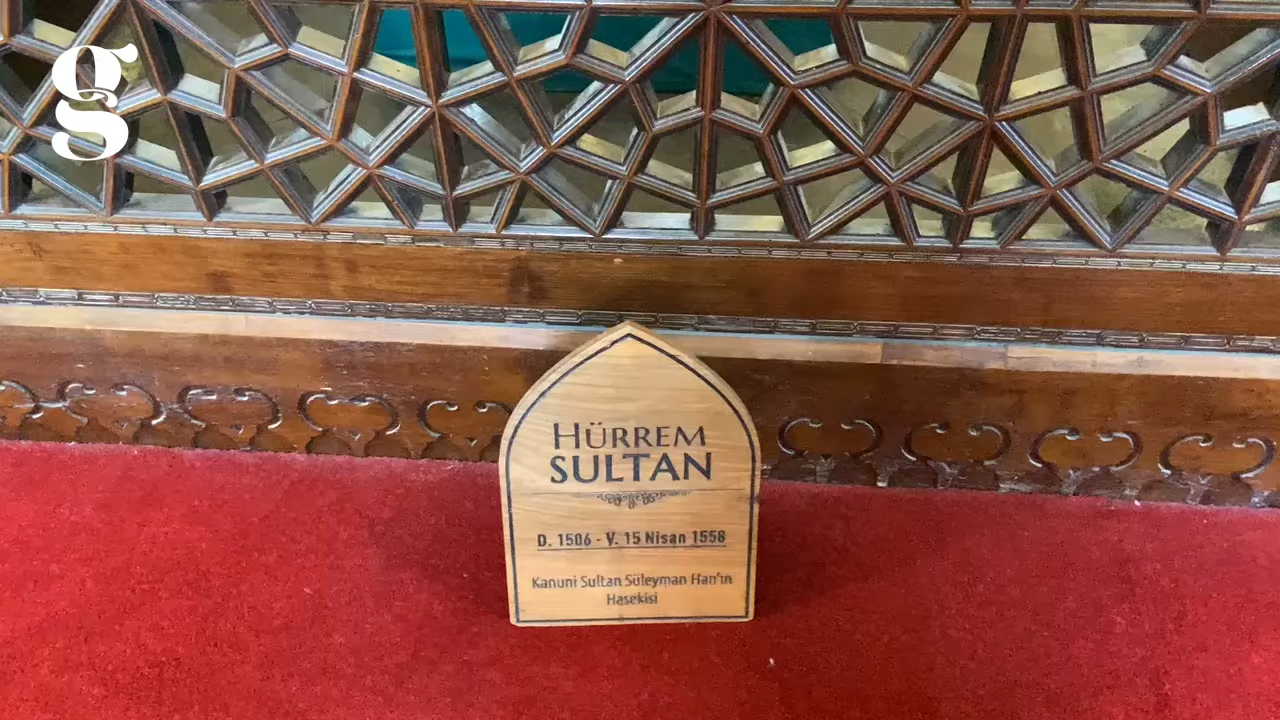 g
HÜRREM
SULTAN
D. 1506 - V. 15 Nisan 1558
Kanuni Sultan Süleyman Han'ın
Hasekisi